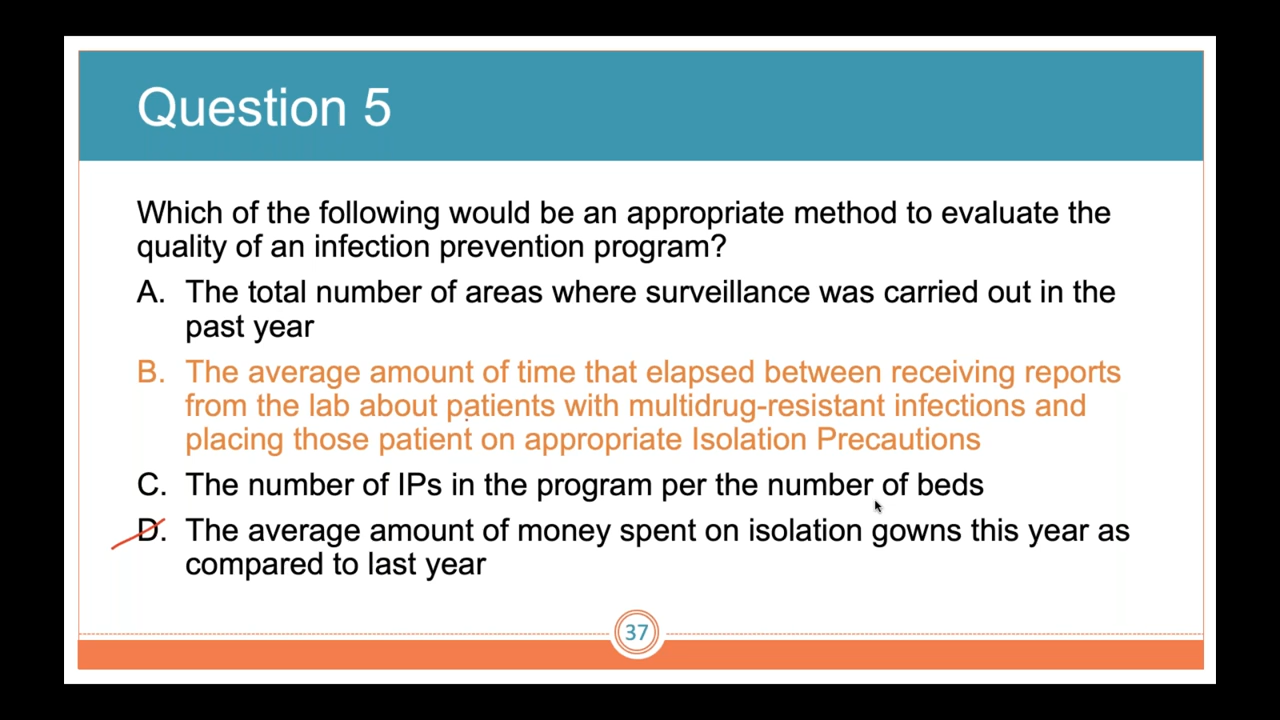 Question 5
Which of the following would be an appropriate method to evaluate the
quality of an infection prevention program?
A. The total number of areas where surveillance was carried out in the
past year
B. The average amount of time that elapsed between receiving reports
from the lab about patients with multidrug-resistant infections and
placing those patient on appropriate Isolation Precautions
C. The number of IPs in the program per the number of beds
D. The average amount of money spent on isolation gowns this year as
compared to last year
37